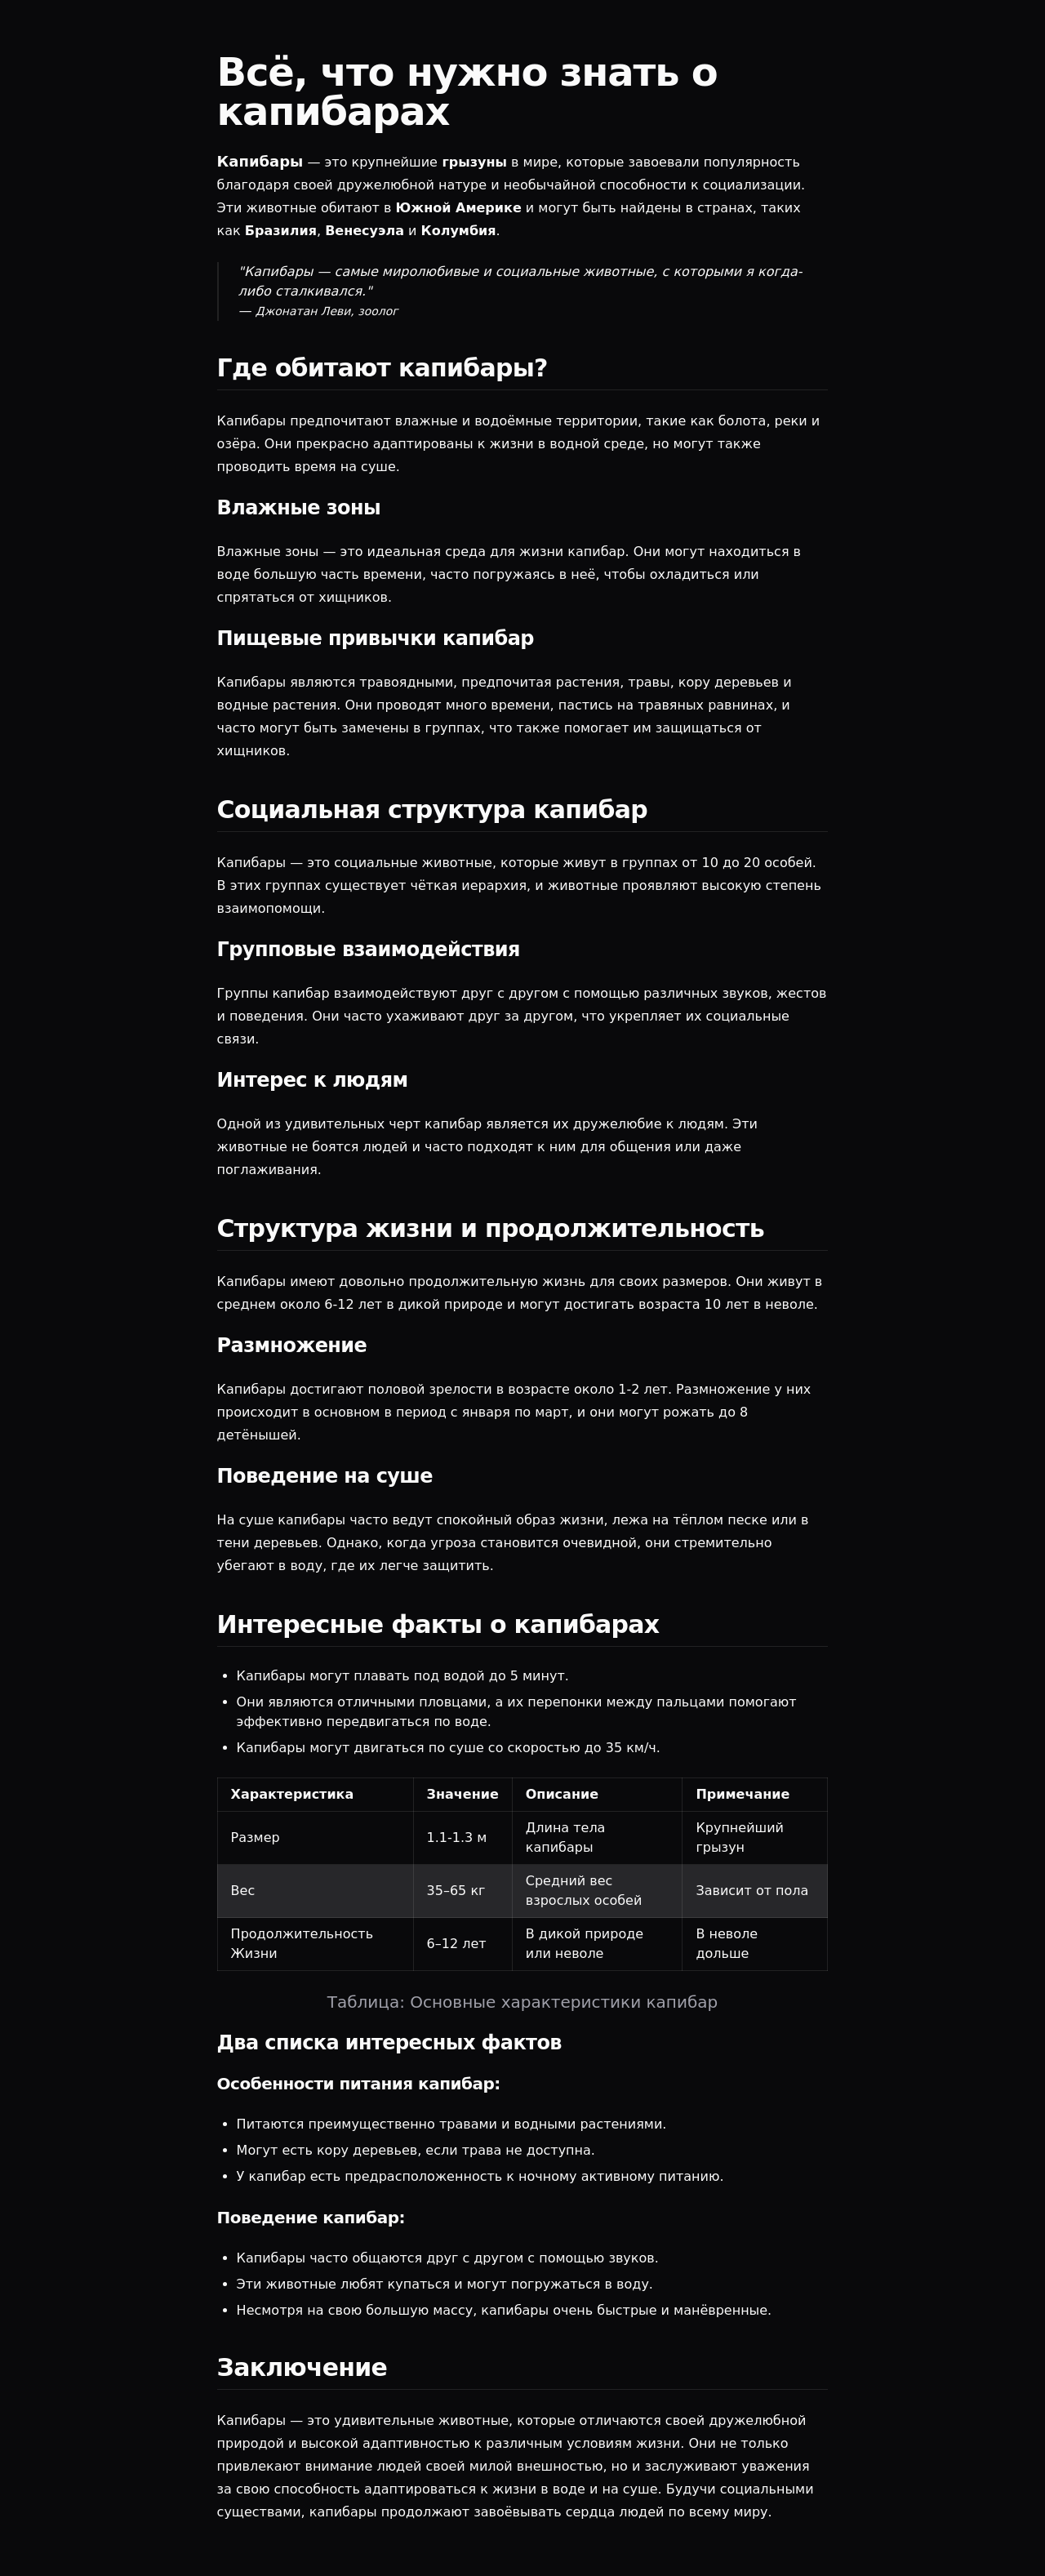 Всё, что нужно знать о
капибарах
Капибары — это крупнейшие грызуны в мире, которые завоевали популярность
благодаря своей дружелюбной натуре и необычайной способности к социализации.
Эти животные обитают в Южной Америке и могут быть найдены в странах, таких
как Бразилия, Венесуэла и Колумбия.
"Капибары — самые миролюбивые и социальные животные, с которыми я когда-
либо сталкивался."
— Джонатан Леви, зоолог
Где обитают капибары?
Капибары предпочитают влажные и водоёмные территории, такие как болота, реки и
озёра. Они прекрасно адаптированы к жизни в водной среде, но могут также
проводить время на суше.
Влажные зоны
Влажные зоны — это идеальная среда для жизни капибар. Они могут находиться в
воде большую часть времени, часто погружаясь в неё, чтобы охладиться или
спрятаться от хищников.
Пищевые привычки капибар
Капибары являются травоядными, предпочитая растения, травы, кору деревьев и
водные растения. Они проводят много времени, пастись на травяных равнинах, и
часто могут быть замечены в группах, что также помогает им защищаться от
хищников.
Социальная структура капибар
Капибары — это социальные животные, которые живут в группах от 10 до 20 особей.
В этих группах существует чёткая иерархия, и животные проявляют высокую степень
взаимопомощи.
Групповые взаимодействия
Группы капибар взаимодействуют друг с другом с помощью различных звуков, жестов
и поведения. Они часто ухаживают друг за другом, что укрепляет их социальные
связи.
Интерес к людям
Одной из удивительных черт капибар является их дружелюбие к людям. Эти
животные не боятся людей и часто подходят к ним для общения или даже
поглаживания.
Структура жизни и продолжительность
Капибары имеют довольно продолжительную жизнь для своих размеров. Они живут в
среднем около 6-12 лет в дикой природе и могут достигать возраста 10 лет в неволе.
Размножение
Капибары достигают половой зрелости в возрасте около 1-2 лет. Размножение у них
происходит в основном в период с января по март, и они могут рожать до 8
детёнышей.
Поведение на суше
На суше капибары часто ведут спокойный образ жизни, лежа на тёплом песке или в
тени деревьев. Однако, когда угроза становится очевидной, они стремительно
убегают в воду, где их легче защитить.
Интересные факты о капибарах
• Капибары могут плавать под водой до 5 минут.
• Они являются отличными пловцами, а их перепонки между пальцами помогают
эффективно передвигаться по воде.
• Капибары могут двигаться по суше со скоростью до 35 км/ч.
Характеристика Значение Описание Примечание
Размер 1.1-1.3 м Длина тела капибары Крупнейший грызун
Вес 35–65 кг Средний вес взрослых особей Зависит от пола
Продолжительность Жизни 6–12 лет В дикой природе или неволе В неволе дольше
Таблица: Основные характеристики капибар
Два списка интересных фактов
Особенности питания капибар:
• Питаются преимущественно травами и водными растениями.
• Могут есть кору деревьев, если трава не доступна.
• У капибар есть предрасположенность к ночному активному питанию.
Поведение капибар:
• Капибары часто общаются друг с другом с помощью звуков.
• Эти животные любят купаться и могут погружаться в воду.
• Несмотря на свою большую массу, капибары очень быстрые и манёвренные.
Заключение
Капибары — это удивительные животные, которые отличаются своей дружелюбной
природой и высокой адаптивностью к различным условиям жизни. Они не только
привлекают внимание людей своей милой внешностью, но и заслуживают уважения
за свою способность адаптироваться к жизни в воде и на суше. Будучи социальными
существами, капибары продолжают завоёвывать сердца людей по всему миру.